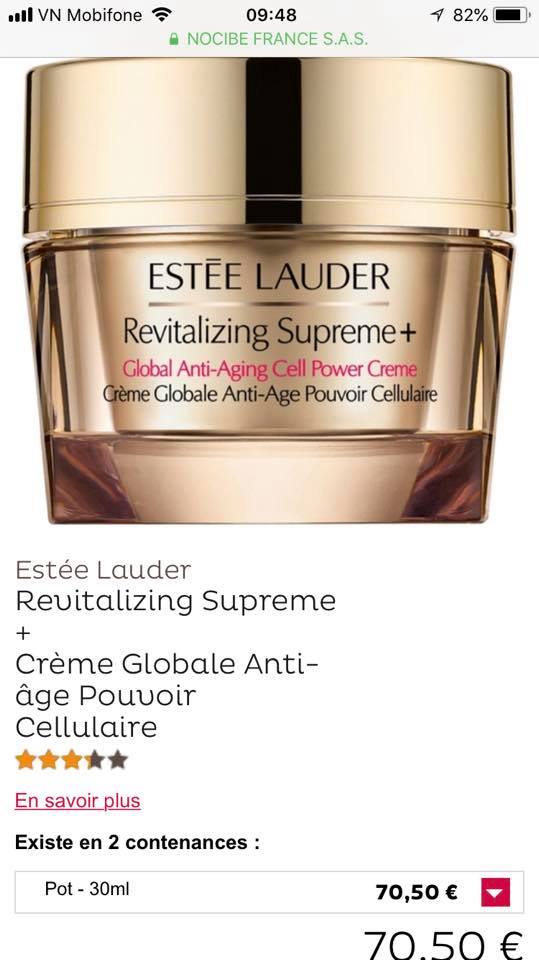 VN Mobifone 09:48 82%
NOCIBE FRANCE S.A.S.
ESTĒE LAUDER
Revitalizing Supreme+
Global Anti-Aging Cell Power Creme
Crème Globale Anti-Age Pouvoir Cellulaire
Estée Lauder
Revitalizing Supreme
+
Crème Globale Anti-
âge Pouvoir
Cellulaire
En savoir plus
Existe en 2 contenances :
Pot - 30ml 70,50 €
70,50 €